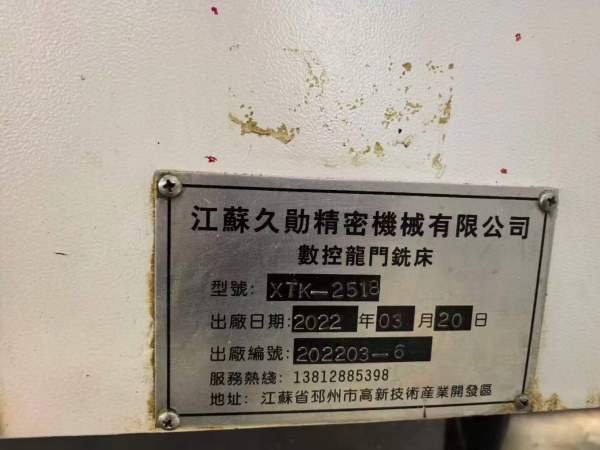 江蘇久勛精密機械有限公司
數控龍門銑床
型號: XTK-2518
出廠日期: 2022 年 03 月 20 日
出廠編號: 202203-6
服務熱綫: 13812885398
地址: 江蘇省邳州市高新技術産業開發區